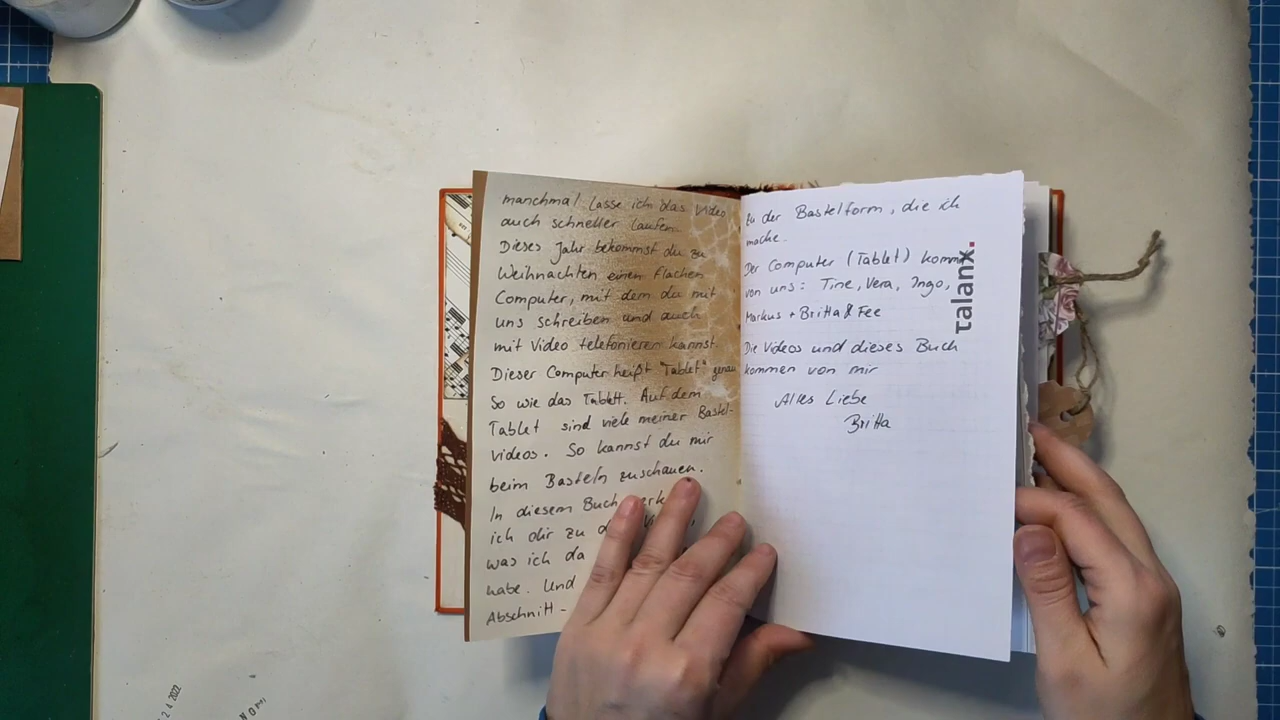 manchmal lasse ich das Video
auch schneller laufen.
Dieses Jahr bekommst du zu
Weihnachten einen flachen
Computer, mit dem du mit
uns schreiben und auch
mit Video telefonieren kannst.
Dieser Computer heißt "Tablet" genau
So wie das Tablett. Auf dem
Tablet sind viele meiner Bastel-
videos. So kannst du mir
beim Basteln zuschauen.
In diesem Buch
ich dir zu
was ich da
habe. Und
Abschnitt -
zu der Bastelform, die ich
mache.
Der Computer (Tablet) kommt
von uns: Tine, Vera, Ingo,
Markus + Britta & Fee
Die Videos und dieses Buch
kommen von mir
Alles Liebe
Britta
talanx.